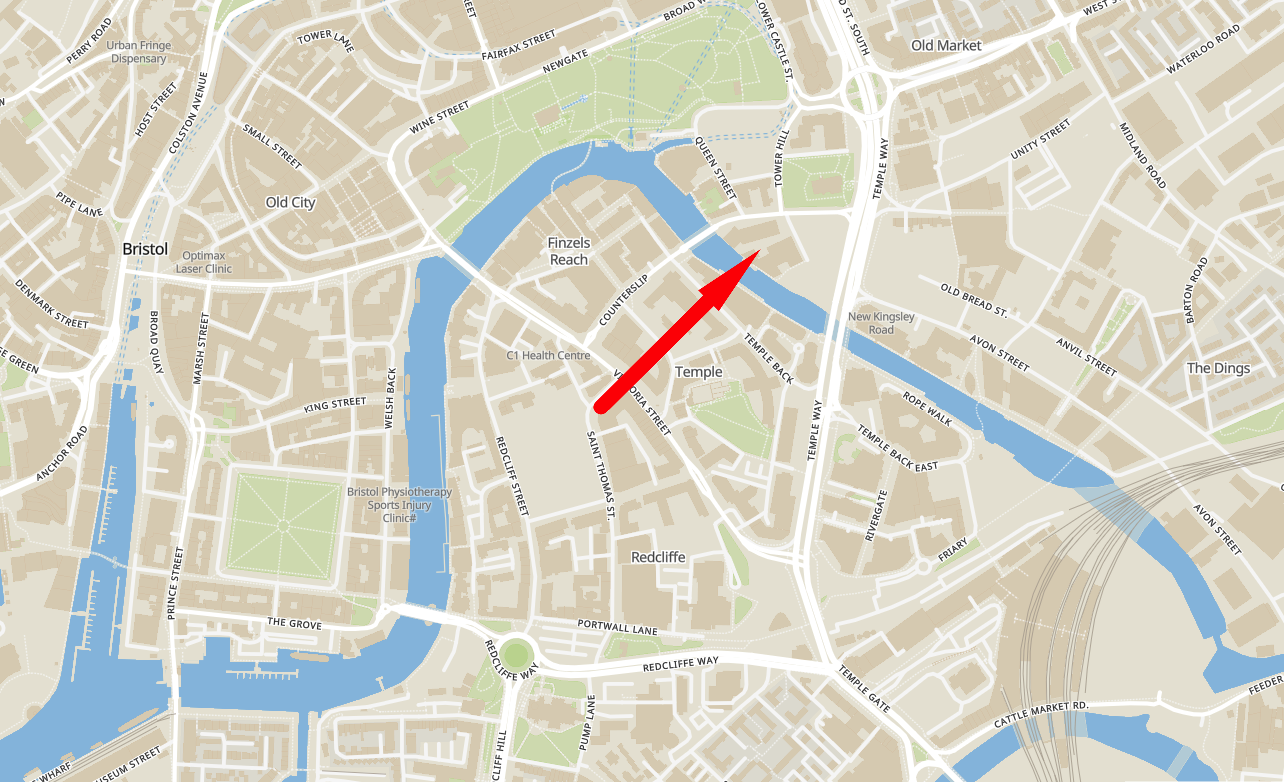 PERRY ROAD
Urban Fringe
Dispensary
TOWER LANE
FAIRFAX STREET
NEWGATE
BROAD W
LOWER CASTLE ST.
D ST. SOUTH
Old Market
WEST S
WATERLOO ROAD
HOST STREET
COLSTON AVENUE
SMALL STREET
WINE STREET
QUEEN STREET
TOWER HILL
TEMPLE WAY
UNITY STREET
MIDLAND ROAD
PIPE LANE
Old City
Bristol
Optimax
Laser Clinic
Finzels
Reach
COUNTERSLIP
DENMARK STREET
BROAD QUAY
MARSH STREET
C1 Health Centre
VICTORIA STREET
Temple
TEMPLE BACK
New Kingsley
Road
OLD BREAD ST.
AVON STREET
ANVIL STREET
BARTON ROAD
The Dings
GE GREEN
KING STREET
WELSH BACK
ANCHOR ROAD
REDCLIFF STREET
SAINT THOMAS ST.
TEMPLE WAY
ROPE WALK
TEMPLE BACK EAST
Bristol Physiotherapy
Sports Injury
Clinic#
RIVERGATE
FRIARY
AVON STREET
Redcliffe
PRINCE STREET
THE GROVE
PORTWALL LANE
REDCLIFFE WAY
REDCLIFFE WAY
TEMPLE GATE
CATTLE MARKET RD.
FEEDER
PUMP LANE
CLIFF HILL
EWHARF
USEUM STREET